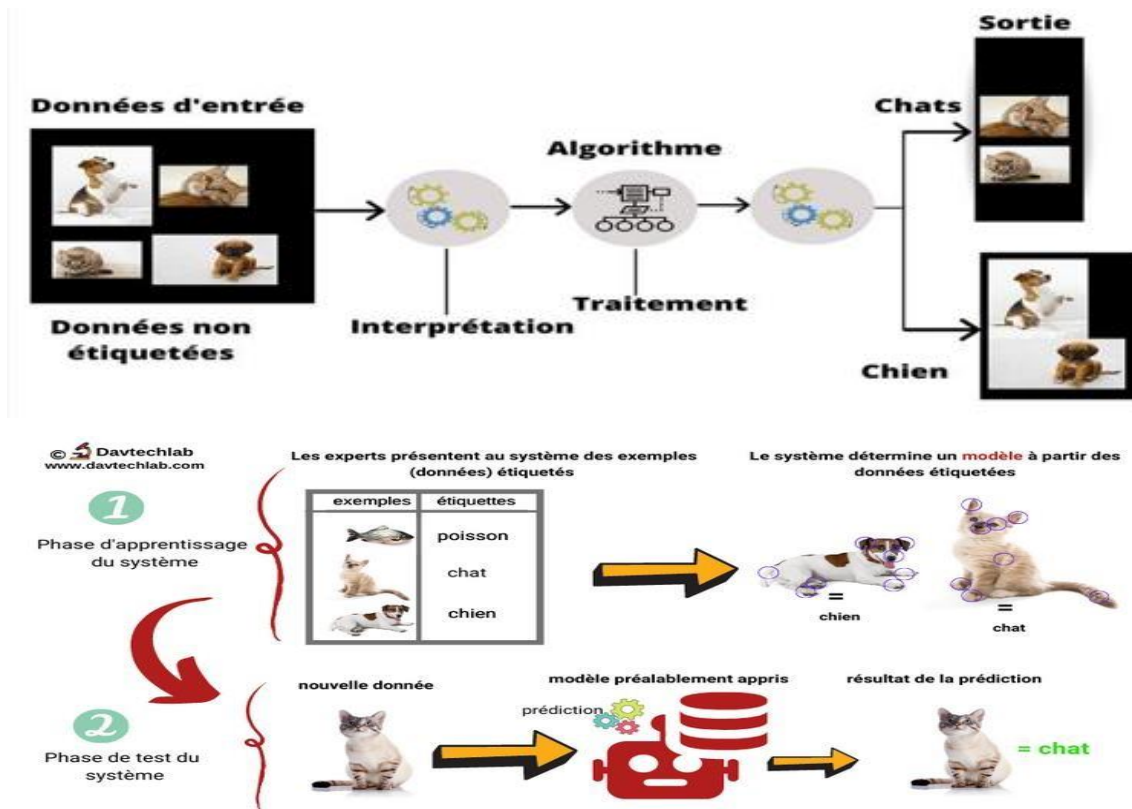 Sortie
Données d'entrée
Chats
Algorithme
Traitement
Données non
étiquetées
Interprétation
Chien
© Davtechlab
www.davtechlab.com
1
Phase d'apprentissage
du système
Les experts présentent au système des exemples
(données) étiquetés
exemples étiquettes
poisson
chat
chien
Le système détermine un modèle à partir des
données étiquetées
=
chien
=
chat
2
Phase de test du
système
nouvelle donnée
modèle préalablement appris
prédiction
résultat de la prédiction
= chat